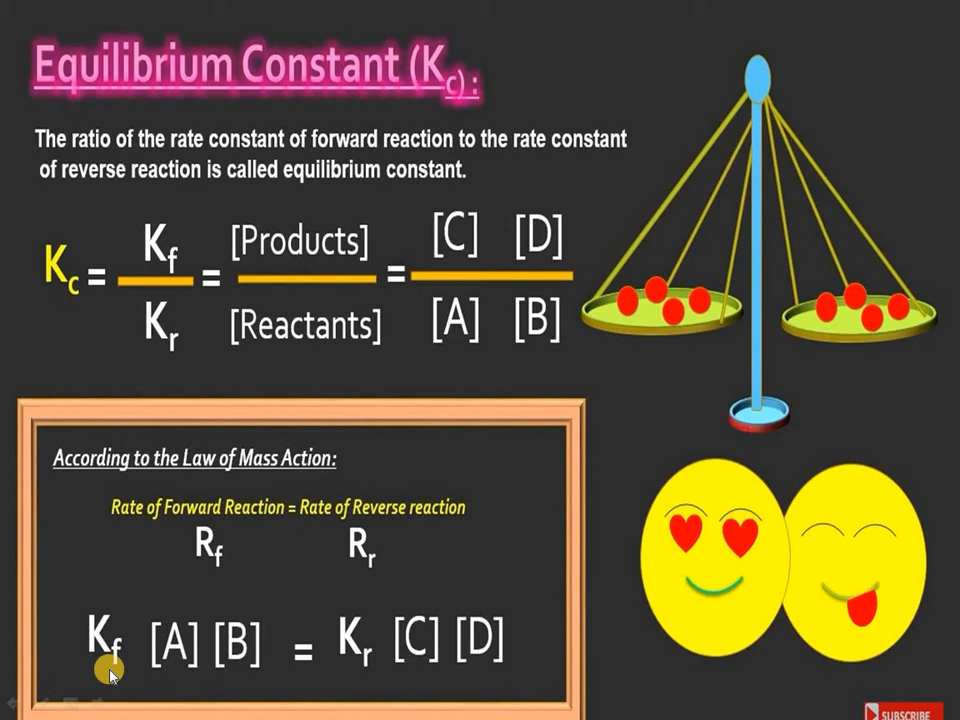 Equilibrium Constant (Kc) :
The ratio of the rate constant of forward reaction to the rate constant
of reverse reaction is called equilibrium constant.
Kc = Kf / Kr = [Products] / [Reactants] = [C] [D] / [A] [B]
According to the Law of Mass Action:
Rate of Forward Reaction = Rate of Reverse reaction
Rf Rr
Kf [A] [B] = Kr [C] [D]
SUBSCRIBE